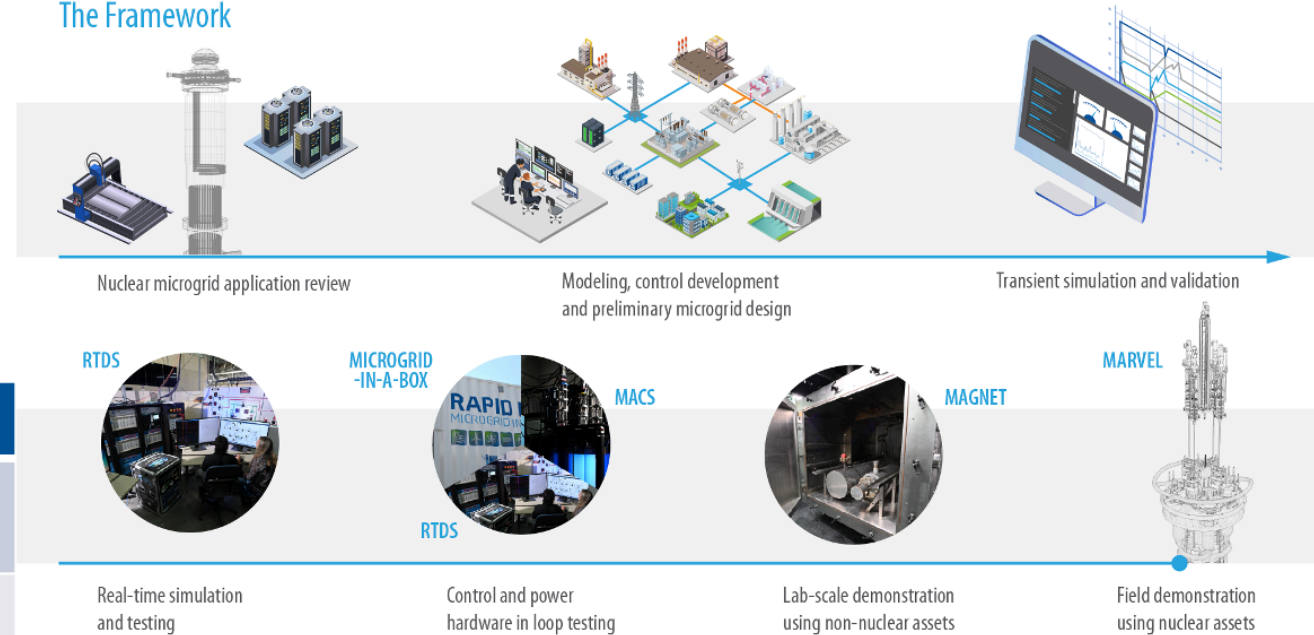 The Framework
Nuclear microgrid application review
Modeling, control development
and preliminary microgrid design
Transient simulation and validation
RTDS
MICROGRID
-IN-A-BOX
RAPID
MICROGRID IN
MACS
RTDS
MAGNET
MARVEL
Real-time simulation
and testing
Control and power
hardware in loop testing
Lab-scale demonstration
using non-nuclear assets
Field demonstration
using nuclear assets